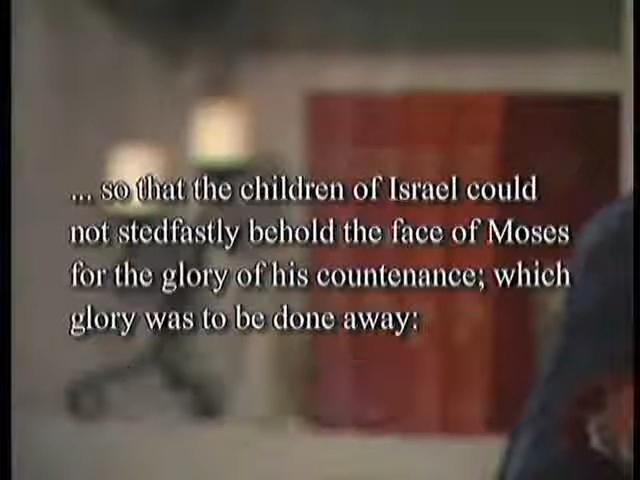 ... so that the children of Israel could
not stedfastly behold the face of Moses
for the glory of his countenance; which
glory was to be done away: